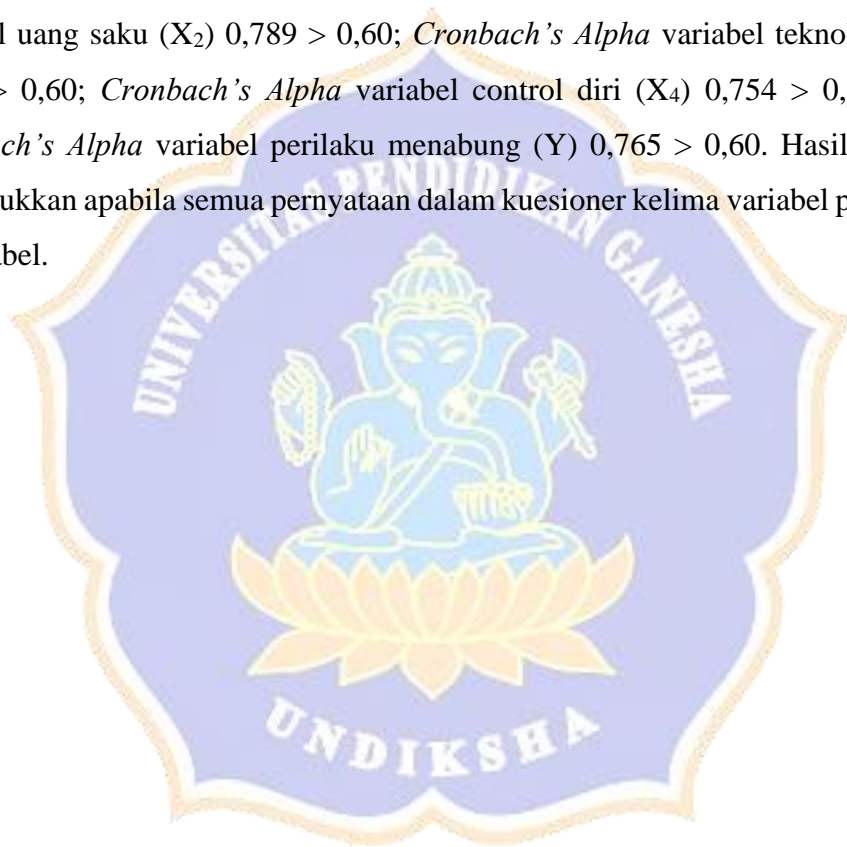 l uang saku (X₂) 0,789 > 0,60; Cronbach’s Alpha variabel teknol
> 0,60; Cronbach’s Alpha variabel control diri (X₄) 0,754 > 0,
ch’s Alpha variabel perilaku menabung (Y) 0,765 > 0,60. Hasil
ukkan apabila semua pernyataan dalam kuesioner kelima variabel p
abel.
UNIVERSITAS PENDIDIKAN GANESHA
UNDIKSHA